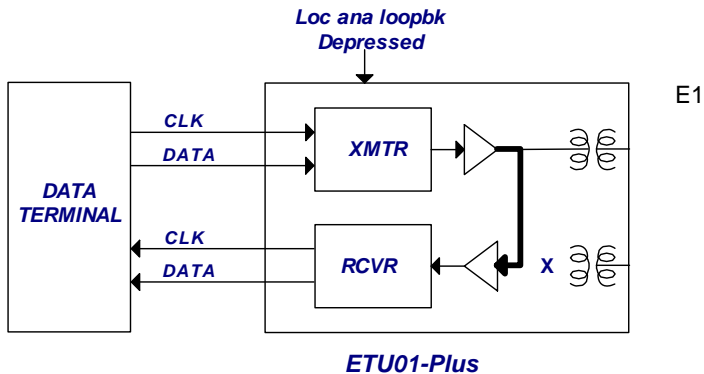 Loc ana loopbk
Depressed
E1
CLK
DATA
XMTR
DATA
TERMINAL
CLK
DATA
RCVR
X
ETU01-Plus